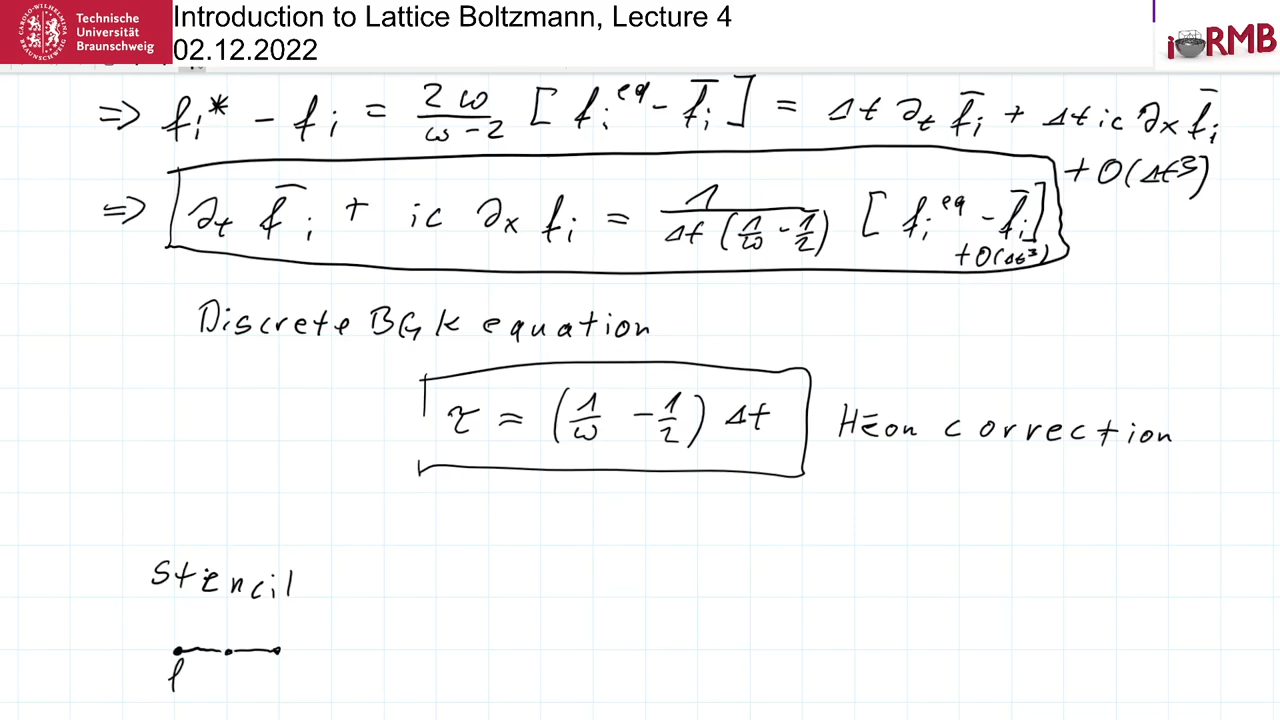 Technische
Universität
Braunschweig
Introduction to Lattice Boltzmann, Lecture 4
02.12.2022
iRMB
=> fᵢ* - fᵢ = 2ω/(ω-2) [fᵢ^eq - f̄ᵢ] = Δt ∂ₜ f̄ᵢ + Δt ic ∂ₓ f̄ᵢ
+ O(Δt³)
=> ∂ₜ f̄ᵢ + ic ∂ₓ fᵢ = 1/(Δt (1/ω - 1/2)) [fᵢ^eq - f̄ᵢ]
+ O(Δt³)
Discrete BGK equation
τ = (1/ω - 1/2) Δt Hēon correction
Stencil
f